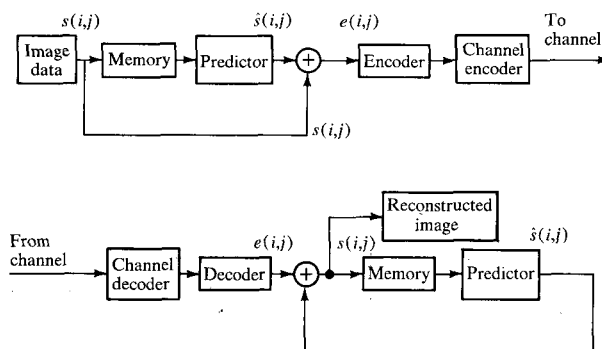 s(i,j)
ŝ(i,j)
e(i,j)
To
channel
Image
data
Memory
Predictor
+
Encoder
Channel
encoder
s(i,j)
Reconstructed
image
From
channel
e(i,j)
s(i,j)
ŝ(i,j)
Channel
decoder
Decoder
+
Memory
Predictor